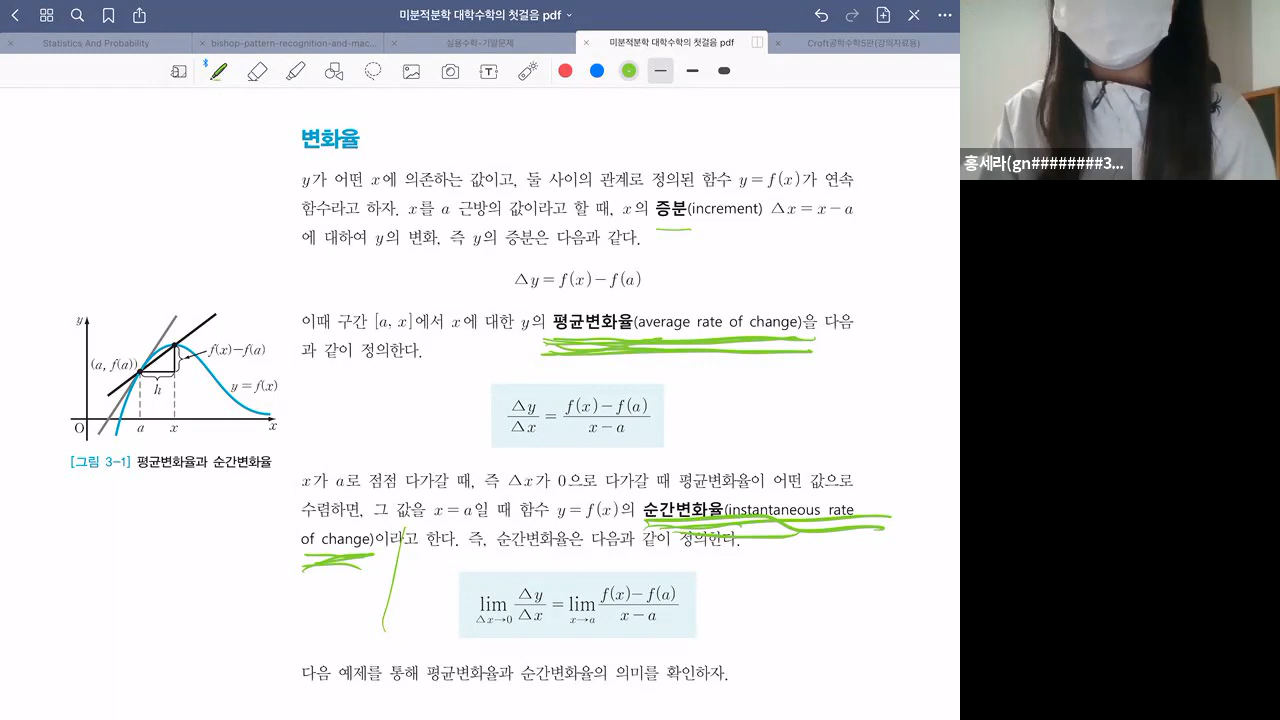 미분적분학 대학수학의 첫걸음 pdf
Statistics And Probability
bishop-pattern-recognition-and-mac...
실용수학-기말문제
미분적분학 대학수학의 첫걸음 pdf
Croft공학수학5판(강의자료용)
홍세라(gn########3...
변화율
y가 어떤 x에 의존하는 값이고, 둘 사이의 관계로 정의된 함수 y=f(x)가 연속
함수라고 하자. x를 a 근방의 값이라고 할 때, x의 증분(increment) Δx=x-a
에 대하여 y의 변화, 즉 y의 증분은 다음과 같다.
Δy=f(x)-f(a)
이때 구간 [a, x]에서 x에 대한 y의 평균변화율(average rate of change)을 다음
과 같이 정의한다.
Δy/Δx = (f(x)-f(a))/(x-a)
y
(a, f(a))
f(x)-f(a)
h
y=f(x)
O a x x
[그림 3-1] 평균변화율과 순간변화율
x가 a로 점점 다가갈 때, 즉 Δx가 0으로 다가갈 때 평균변화율이 어떤 값으로
수렴하면, 그 값을 x=a일 때 함수 y=f(x)의 순간변화율(instantaneous rate
of change)이라고 한다. 즉, 순간변화율은 다음과 같이 정의한다.
lim Δx→0 Δy/Δx = lim x→a (f(x)-f(a))/(x-a)
다음 예제를 통해 평균변화율과 순간변화율의 의미를 확인하자.